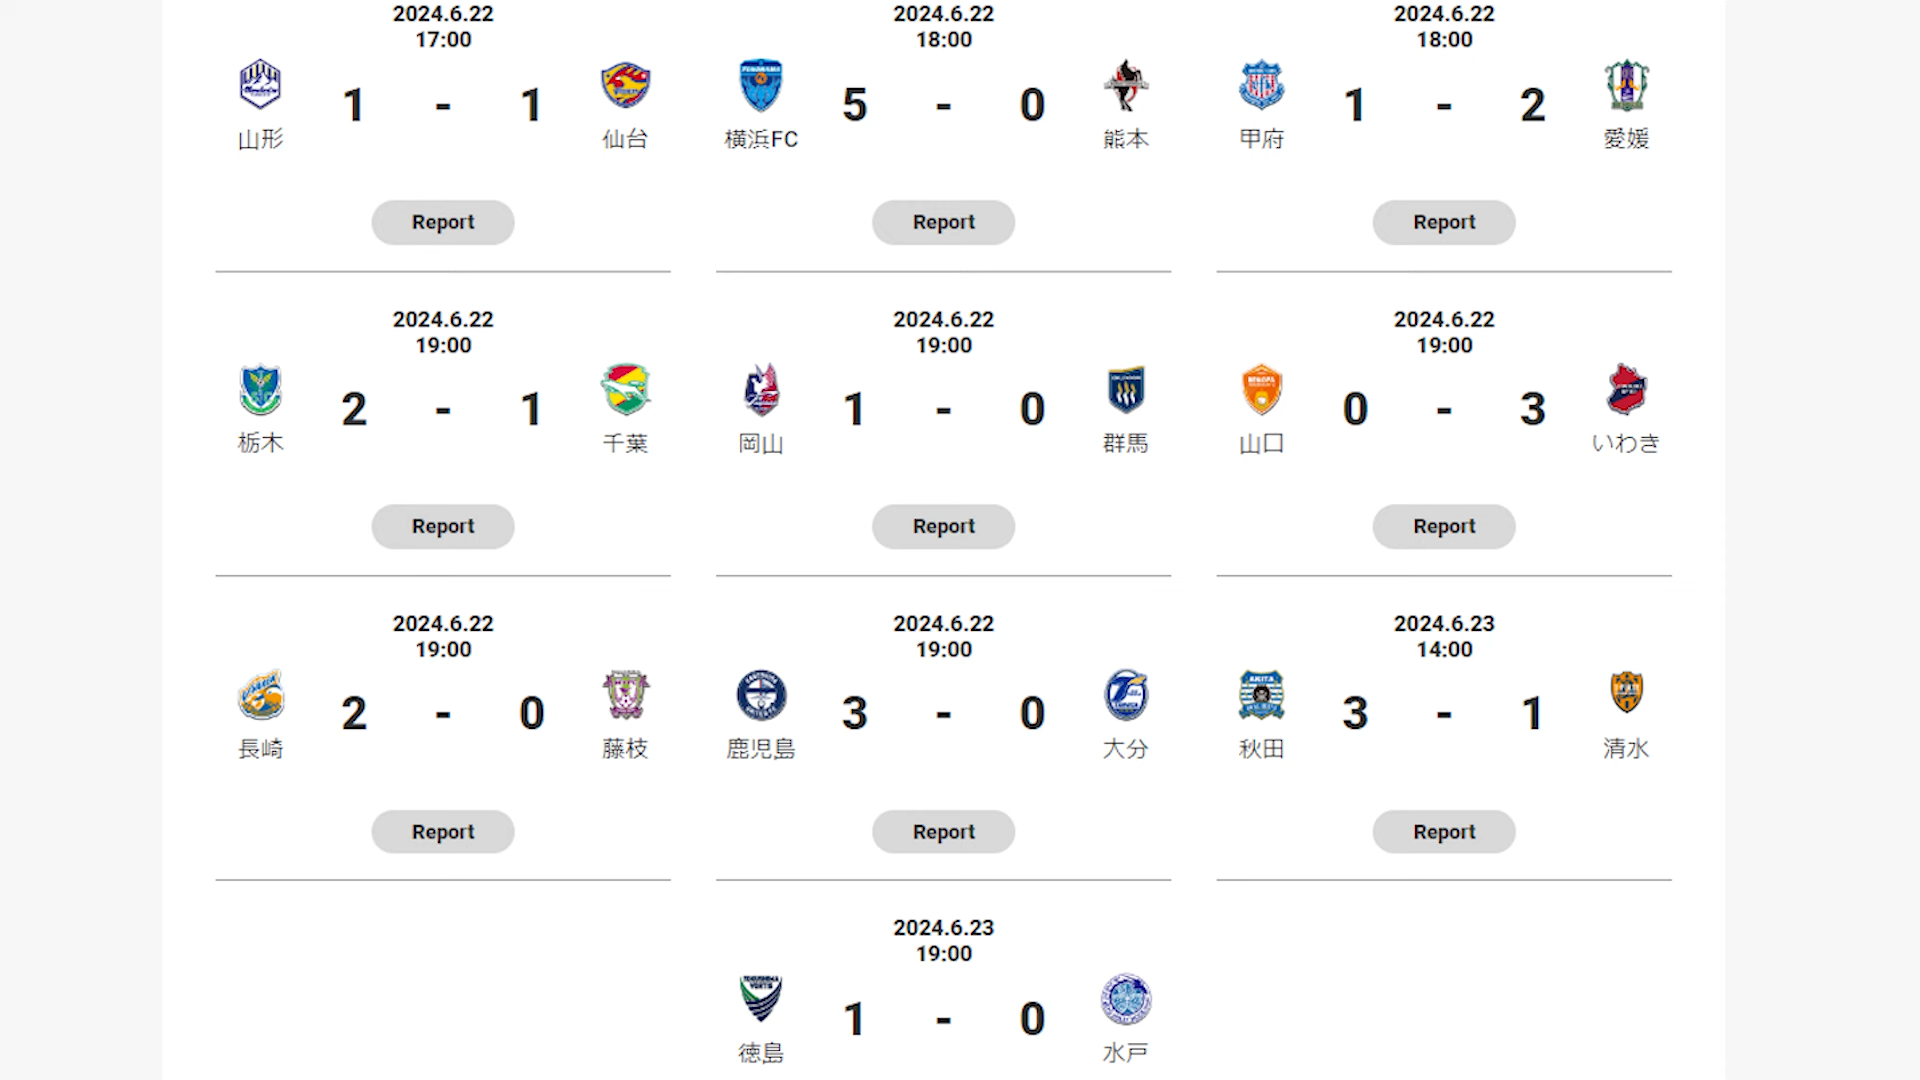 2024.6.22
17:00
山形 1 - 1 仙台
Report
2024.6.22
18:00
横浜FC 5 - 0 熊本
Report
2024.6.22
18:00
甲府 1 - 2 愛媛
Report
2024.6.22
19:00
栃木 2 - 1 千葉
Report
2024.6.22
19:00
岡山 1 - 0 群馬
Report
2024.6.22
19:00
山口 0 - 3 いわき
Report
2024.6.22
19:00
長崎 2 - 0 藤枝
Report
2024.6.22
19:00
鹿児島 3 - 0 大分
Report
2024.6.23
14:00
秋田 3 - 1 清水
Report
2024.6.23
19:00
徳島 1 - 0 水戸